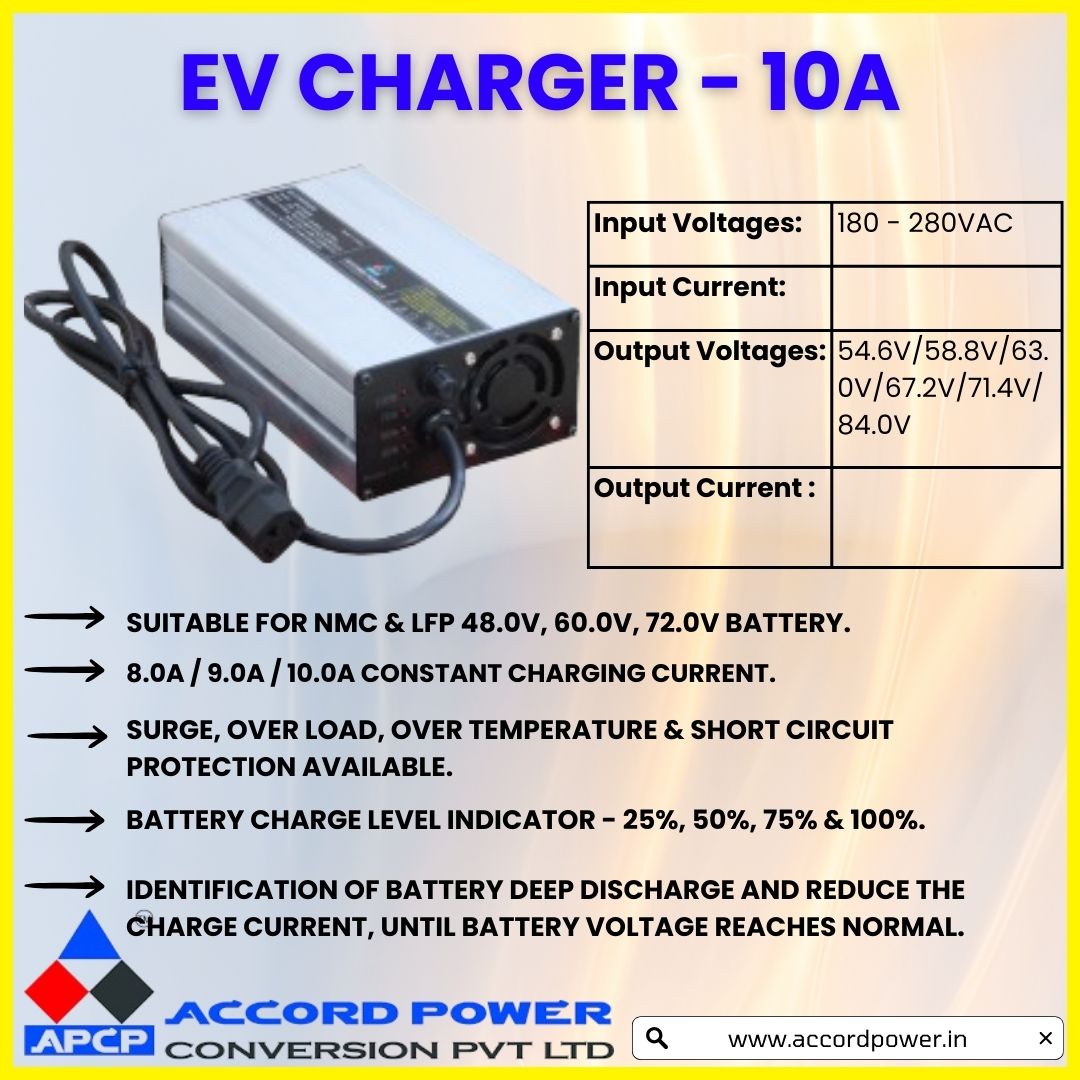 EV CHARGER - 10A
Input Voltages: 180 - 280VAC
Input Current:
Output Voltages: 54.6V/58.8V/63.
0V/67.2V/71.4V/
84.0V
Output Current :
SUITABLE FOR NMC & LFP 48.0V, 60.0V, 72.0V BATTERY.
8.0A / 9.0A / 10.0A CONSTANT CHARGING CURRENT.
SURGE, OVER LOAD, OVER TEMPERATURE & SHORT CIRCUIT
PROTECTION AVAILABLE.
BATTERY CHARGE LEVEL INDICATOR - 25%, 50%, 75% & 100%.
IDENTIFICATION OF BATTERY DEEP DISCHARGE AND REDUCE THE
CHARGE CURRENT, UNTIL BATTERY VOLTAGE REACHES NORMAL.
APCP
ACCORD POWER
CONVERSION PVT LTD
www.accordpower.in